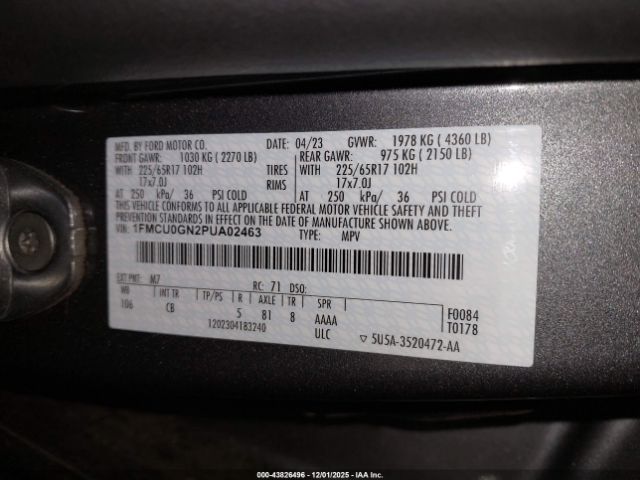 MFD. BY FORD MOTOR CO. DATE: 04/23 GVWR: 1978 KG ( 4360 LB)
FRONT GAWR: 1030 KG ( 2270 LB) REAR GAWR: 975 KG ( 2150 LB)
WITH 225/65R17 102H TIRES WITH 225/65R17 102H
17x7.0J RIMS 17x7.0J
AT 250 kPa/ 36 PSI COLD AT 250 kPa/ 36 PSI COLD
THIS VEHICLE CONFORMS TO ALL APPLICABLE FEDERAL MOTOR VEHICLE SAFETY AND THEFT
PREVENTION STANDARDS IN EFFECT ON THE DATE OF MANUFACTURE SHOWN ABOVE.
VIN: 1FMCU0GN2PUA02463 TYPE: MPV
EXT PNT: M7 RC: 71 DSO:
WB INT TR TP/PS R AXLE TR SPR F0084
106 CB 5 81 8 AAAA T0178
1202304183240 ULC ▽ 5U5A-3520472-AA
000-43826496 - 12/01/2025 - Copyright IAA, Inc.